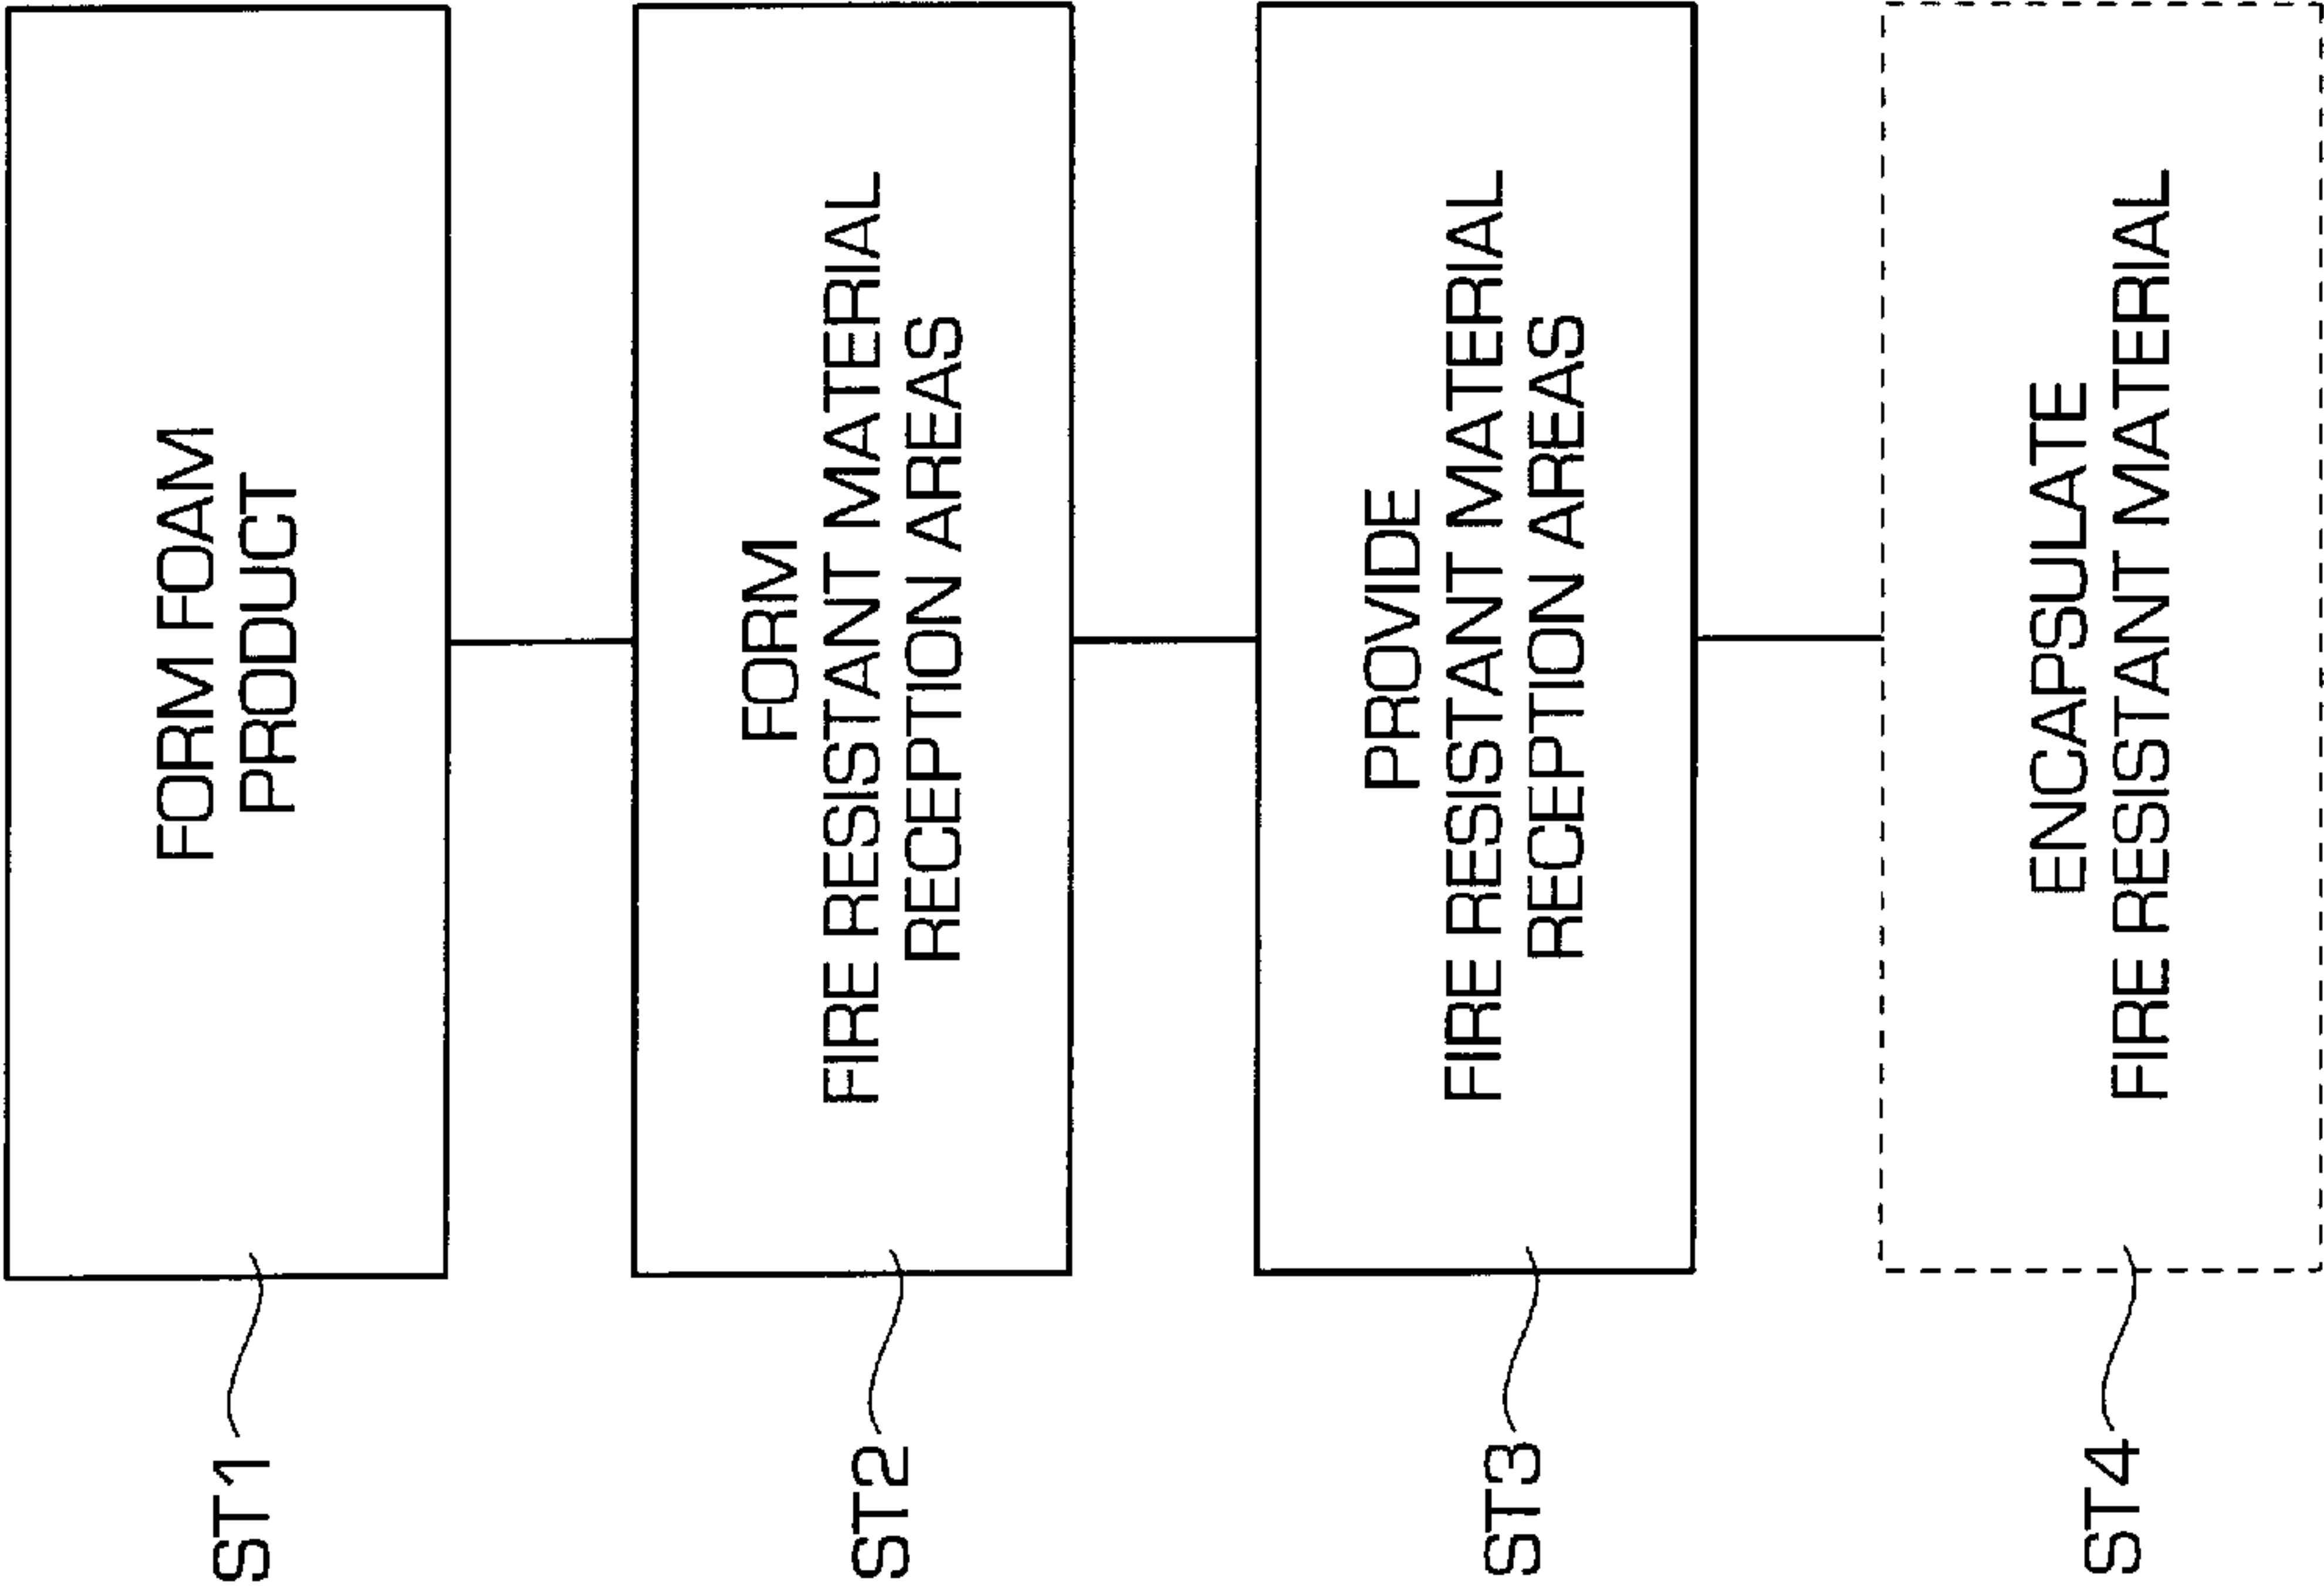 ST1
FORM FOAM
PRODUCT
ST2
FORM
FIRE RESISTANT MATERIAL
RECEPTION AREAS
ST3
PROVIDE
FIRE RESISTANT MATERIAL
RECEPTION AREAS
ST4
ENCAPSULATE
FIRE RESISTANT MATERIAL